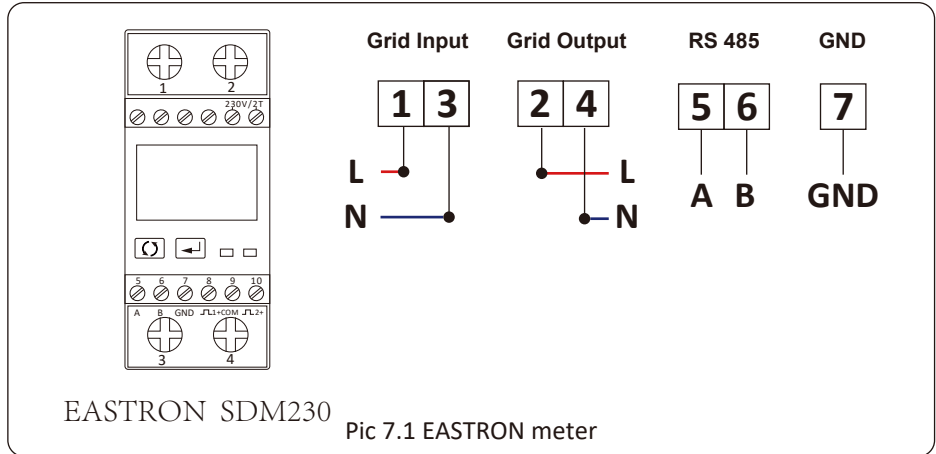 Grid Input Grid Output RS 485 GND
1 2
230V/2T
1 3 2 4 5 6 7
L L
N N
A B GND
5 6 7 8 9 10
A B GND 1+COM 2+
3 4
EASTRON SDM230
Pic 7.1 EASTRON meter